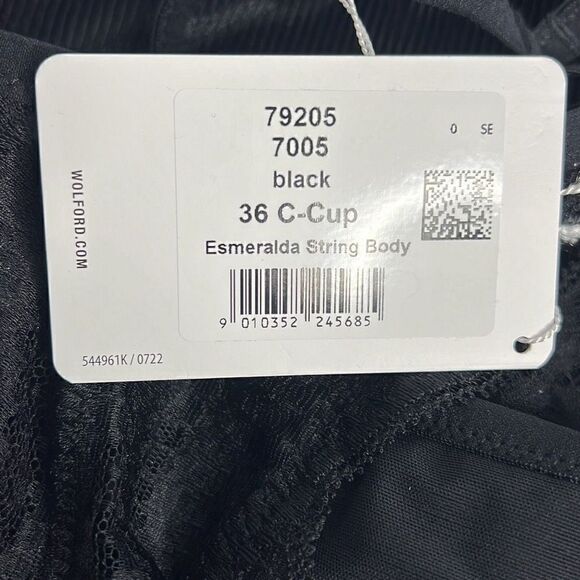 79205
7005
0 SE
black
36 C-Cup
Esmeralda String Body
9 010352 245685
WOLFORD.COM
544961K / 0722